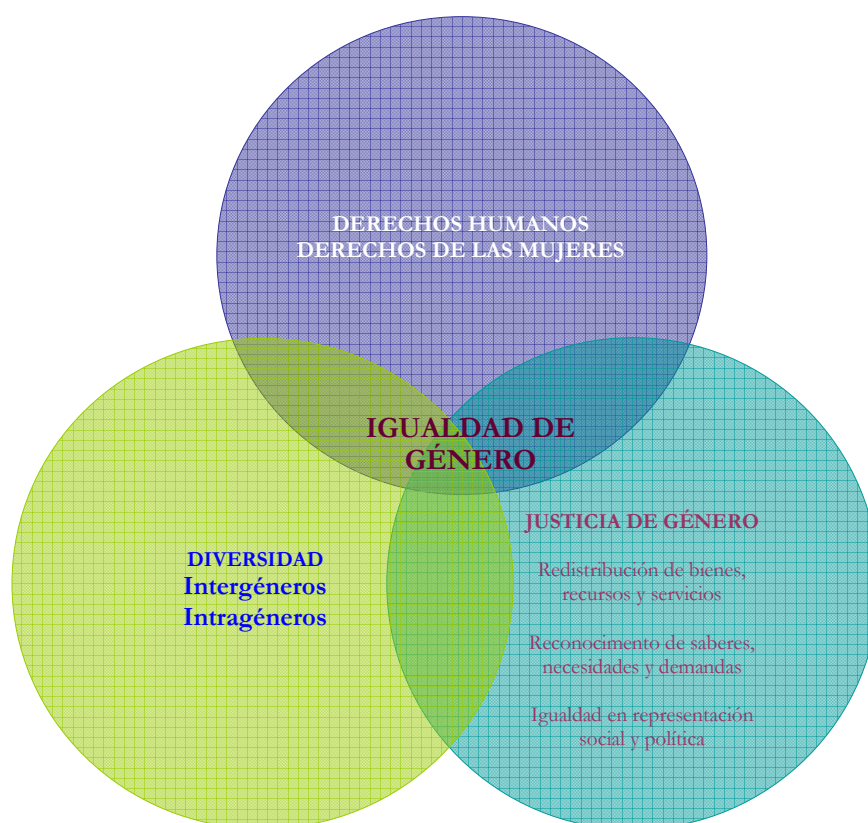 DERECHOS HUMANOS
DERECHOS DE LAS MUJERES
IGUALDAD DE
GÉNERO
DIVERSIDAD
Intergéneros
Intragéneros
JUSTICIA DE GÉNERO
Redistribución de bienes,
recursos y servicios
Reconocimento de saberes,
necesidades y demandas
Igualdad en representación
social y política